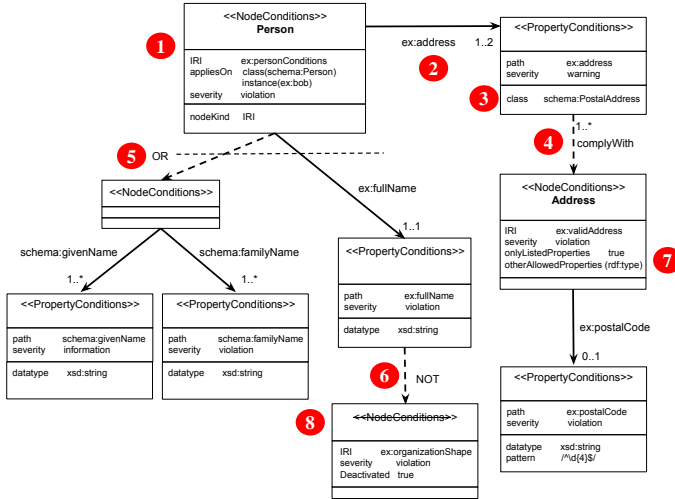 <<NodeConditions>>
Person
IRI ex:personConditions
appliesOn class(schema:Person)
instance(ex:bob)
severity violation
nodeKind IRI
1
ex:address
1..2
2
<<PropertyConditions>>
path ex:address
severity warning
class schema:PostalAddress
3
1..*
4
complyWith
5
OR
<<NodeConditions>>
ex:fullName
1..1
<<NodeConditions>>
Address
IRI ex:validAddress
severity violation
onlyListedProperties true
otherAllowedProperties (rdf:type)
7
schema:givenName
schema:familyName
1..*
1..*
<<PropertyConditions>>
path schema:givenName
severity information
datatype xsd:string
<<PropertyConditions>>
path schema:familyName
severity violation
datatype xsd:string
<<PropertyConditions>>
path ex:fullName
severity violation
datatype xsd:string
ex:postalCode
0..1
6
NOT
8
<<NodeConditions>>
IRI ex:organizationShape
severity violation
Deactivated true
<<PropertyConditions>>
path ex:postalCode
severity violation
datatype xsd:string
pattern /^\d{4}$/